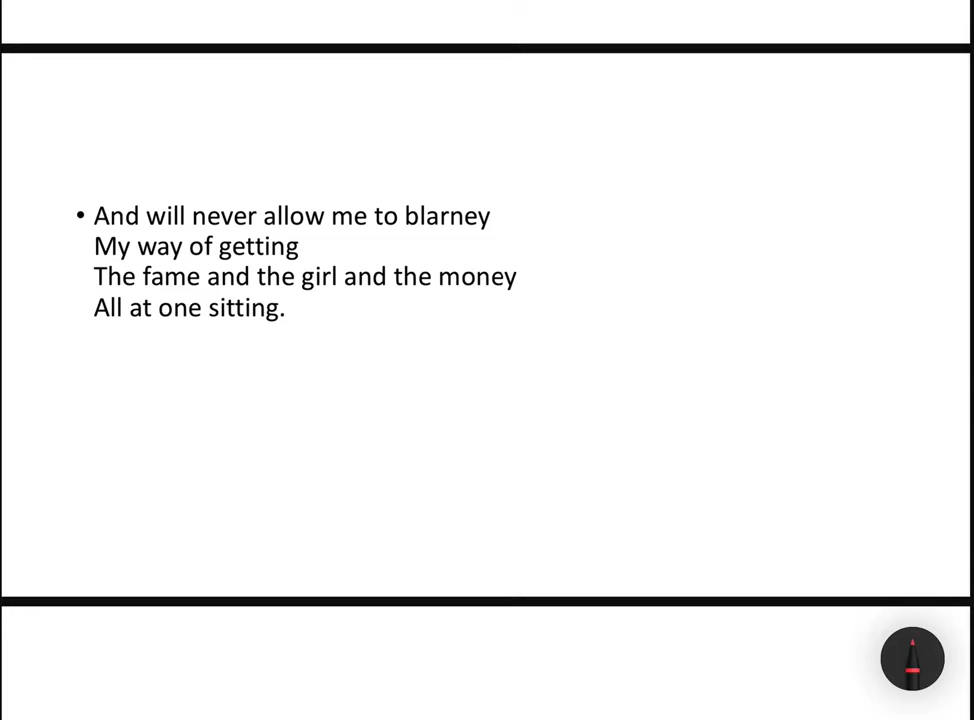 • And will never allow me to blarney
My way of getting
The fame and the girl and the money
All at one sitting.